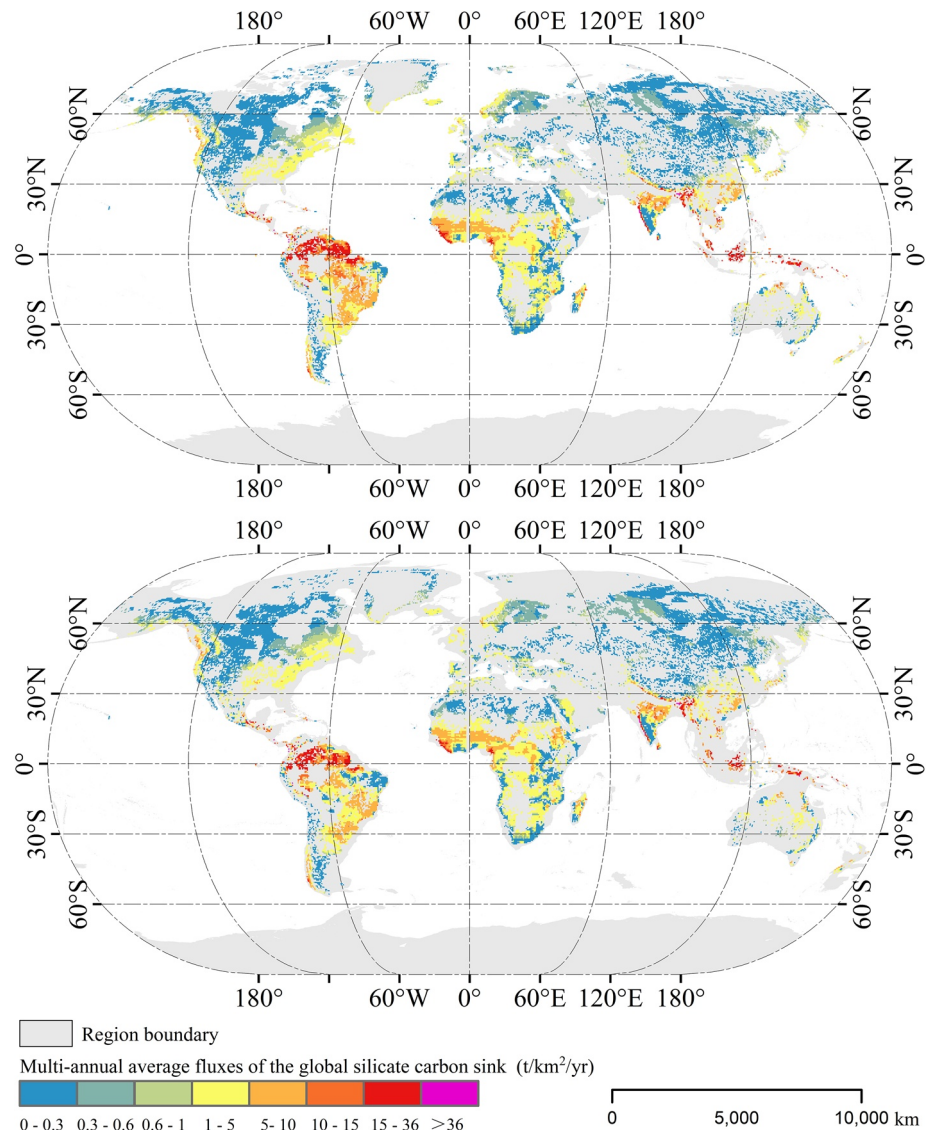 180° 60°W 0° 60°E 120°E 180°
60°N 60°N
30°N 30°N
0° 0°
30°S 30°S
60°S 60°S
180° 60°W 0° 60°E 120°E 180°
180° 60°W 0° 60°E 120°E 180°
60°N 60°N
30°N 30°N
0° 0°
30°S 30°S
60°S 60°S
180° 60°W 0° 60°E 120°E 180°
Region boundary
Multi-annual average fluxes of the global silicate carbon sink (t/km²/yr)
0 - 0.3 0.3 - 0.6 0.6 - 1 1 - 5 5- 10 10 - 15 15 - 36 >36
0 5,000 10,000 km